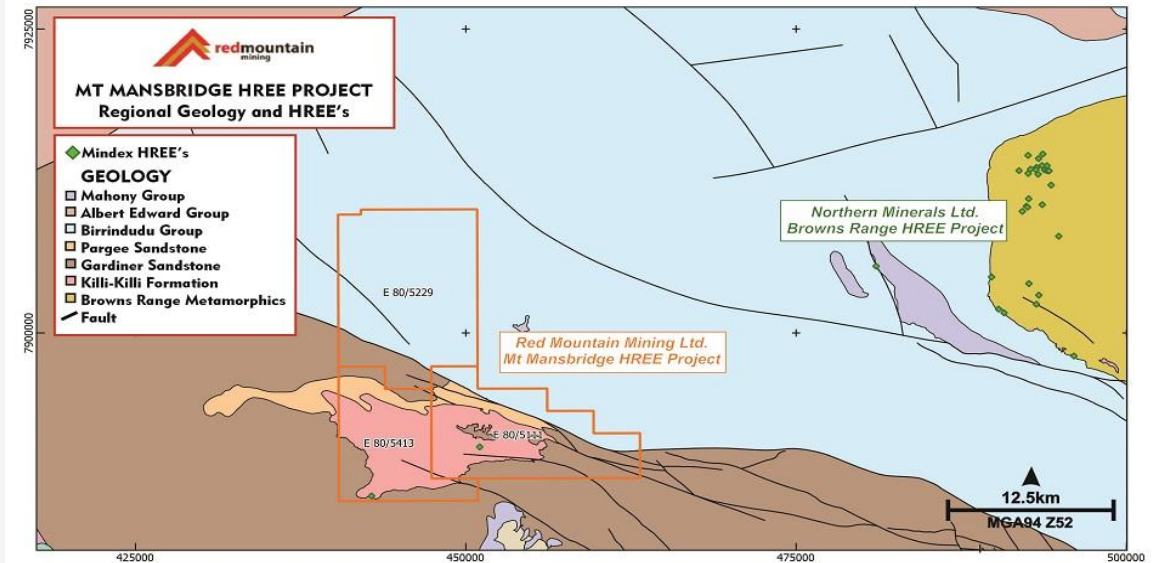 redmountain
mining
MT MANSBRIDGE HREE PROJECT
Regional Geology and HREE's
Mindex HREE's
GEOLOGY
Mahony Group
Albert Edward Group
Birrindudu Group
Pargee Sandstone
Gardiner Sandstone
Killi-Killi Formation
Browns Range Metamorphics
Fault
7925000
7900000
Northern Minerals Ltd.
Browns Range HREE Project
E 80/5229
Red Mountain Mining Ltd.
Mt Mansbridge HREE Project
E 80/5413
E 80/5111
12.5km
MGA94 Z52
425000
450000
475000
500000